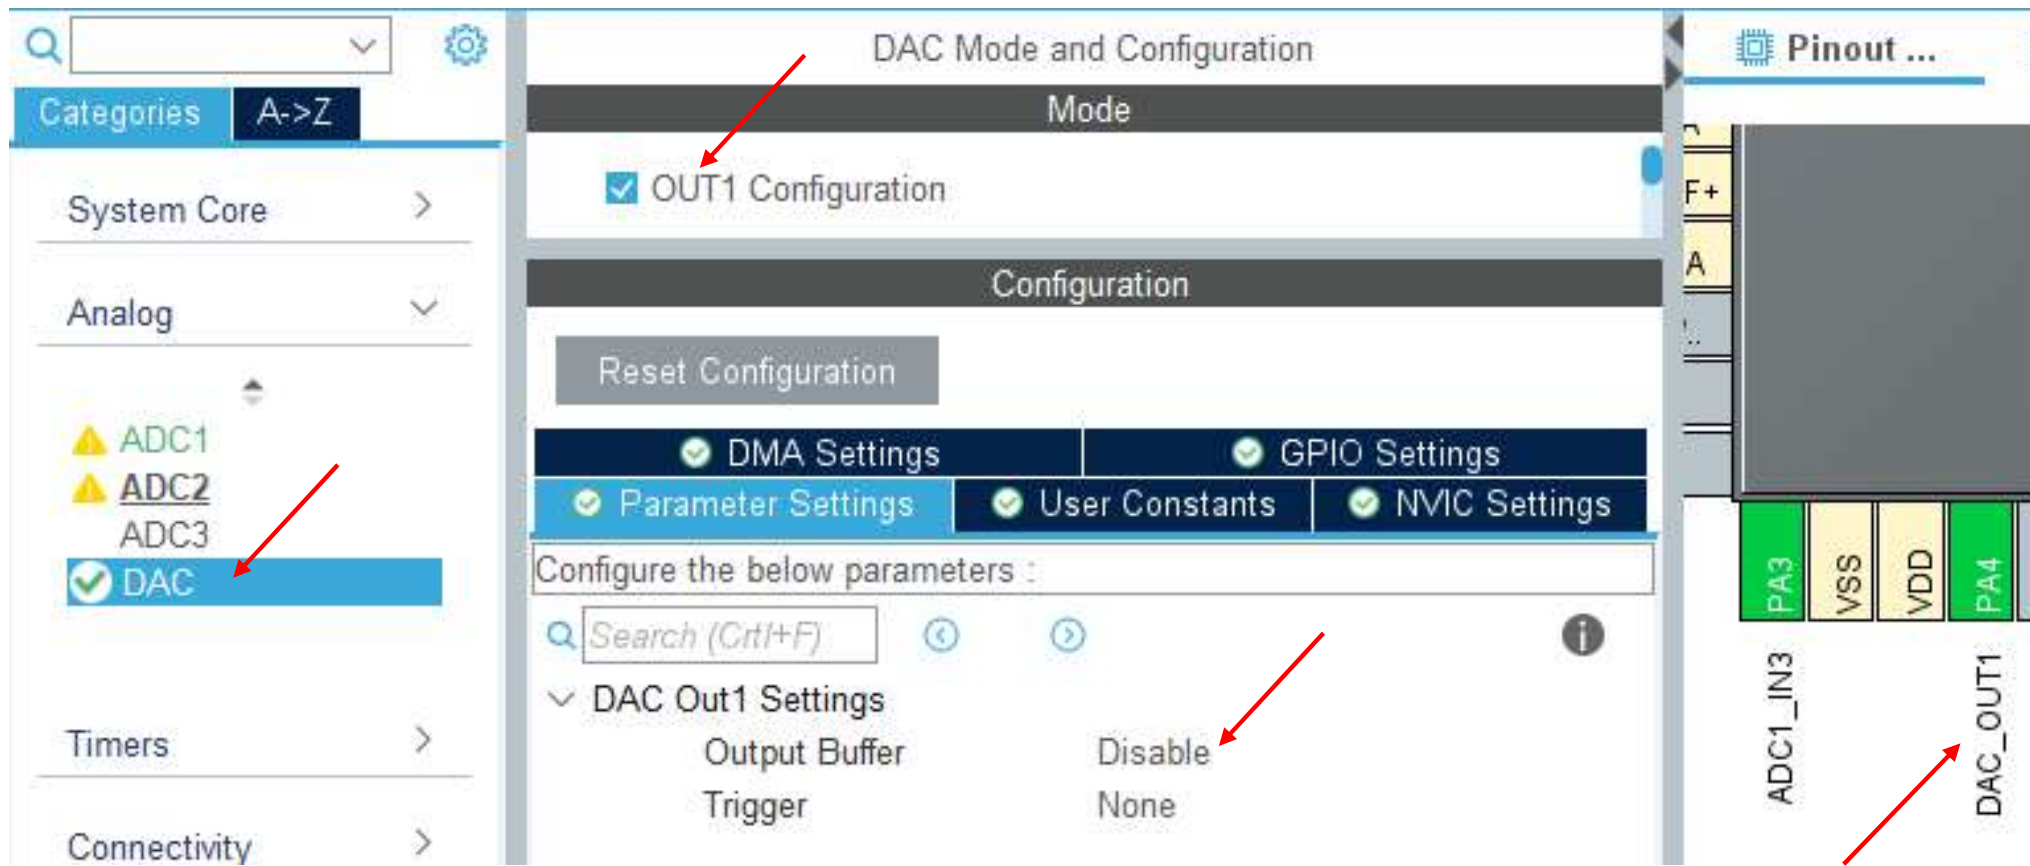 Categories
A->Z
System Core
Analog
ADC1
ADC2
ADC3
DAC
Timers
Connectivity
DAC Mode and Configuration
Mode
OUT1 Configuration
Configuration
Reset Configuration
DMA Settings
GPIO Settings
Parameter Settings
User Constants
NVIC Settings
Configure the below parameters :
Search (Crtl+F)
DAC Out1 Settings
Output Buffer Disable
Trigger None
Pinout ...
F+
A
PA3
VSS
VDD
PA4
ADC1_IN3
DAC_OUT1